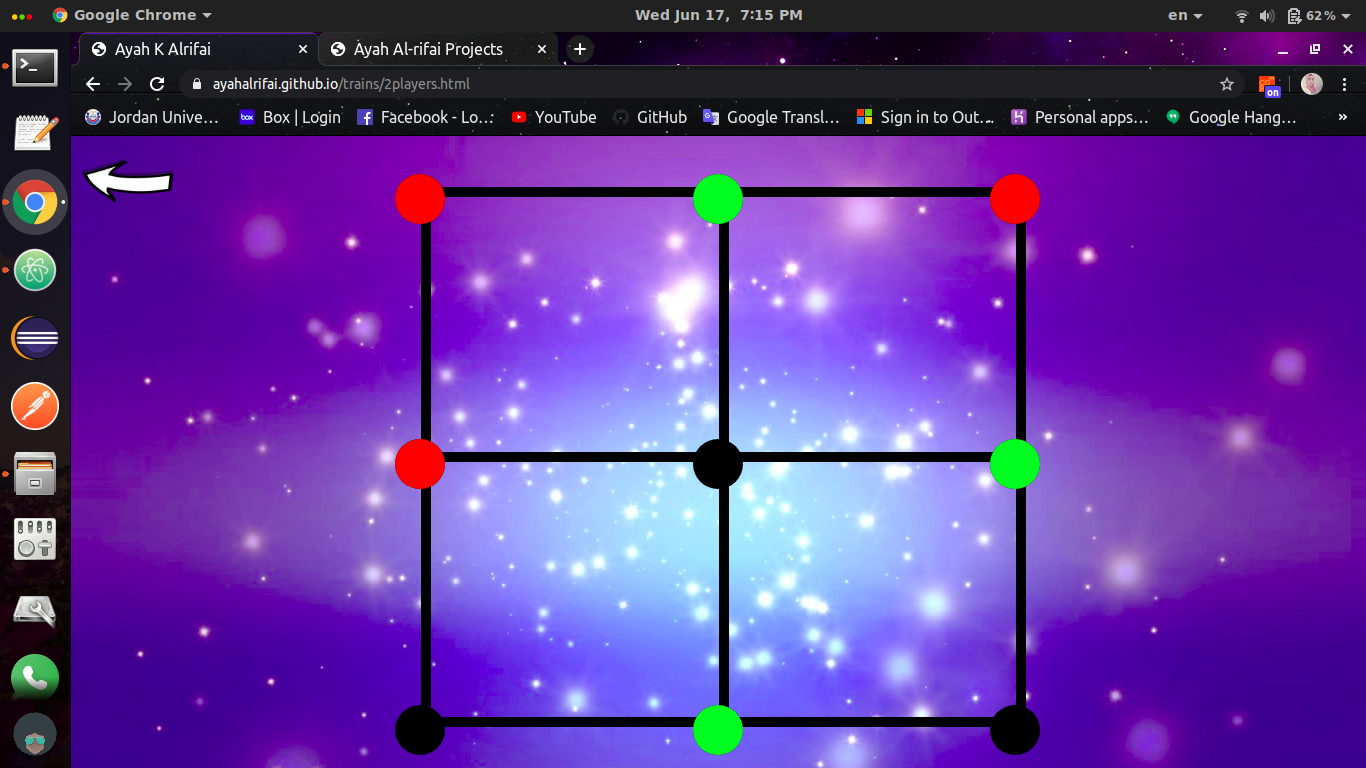 Google Chrome Wed Jun 17, 7:15 PM en 62%
Ayah K Alrifai Ayah Al-rifai Projects
ayahalrifai.github.io/trains/2players.html on
Jordan Unive… box Box | Login Facebook - Lo… YouTube GitHub Google Transl… Sign in to Out… Personal apps… Google Hang… »